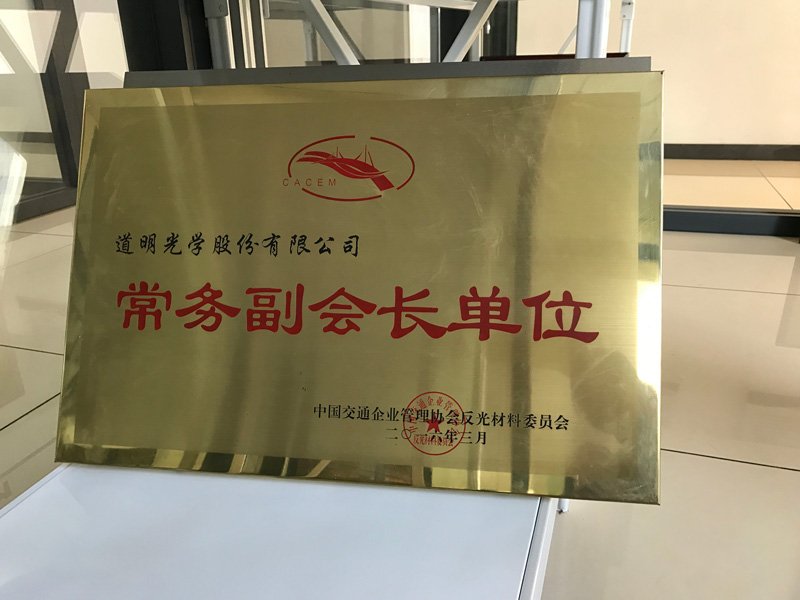 CACEM
道明光学股份有限公司
常务副会长单位
中国交通企业管理协会反光材料委员会
二〇一六年三月